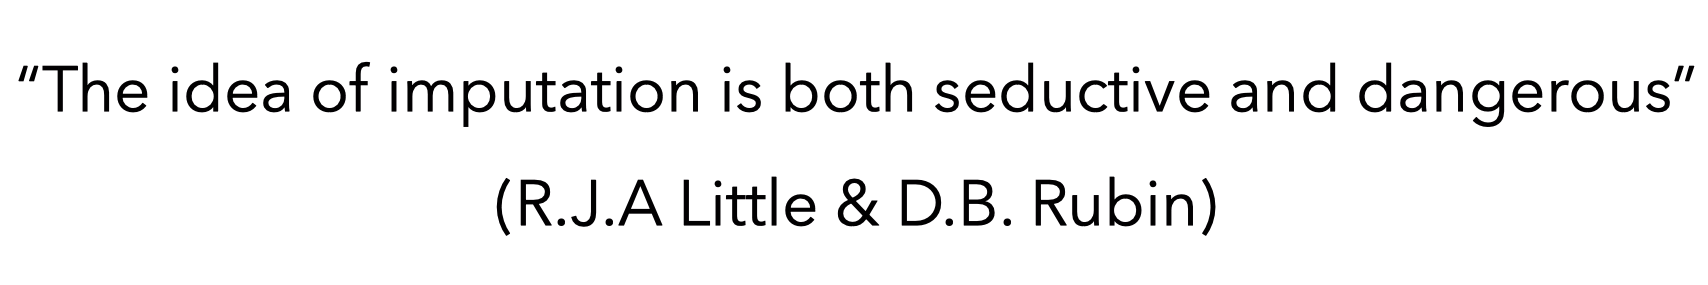 “The idea of imputation is both seductive and dangerous”
(R.J.A Little & D.B. Rubin)